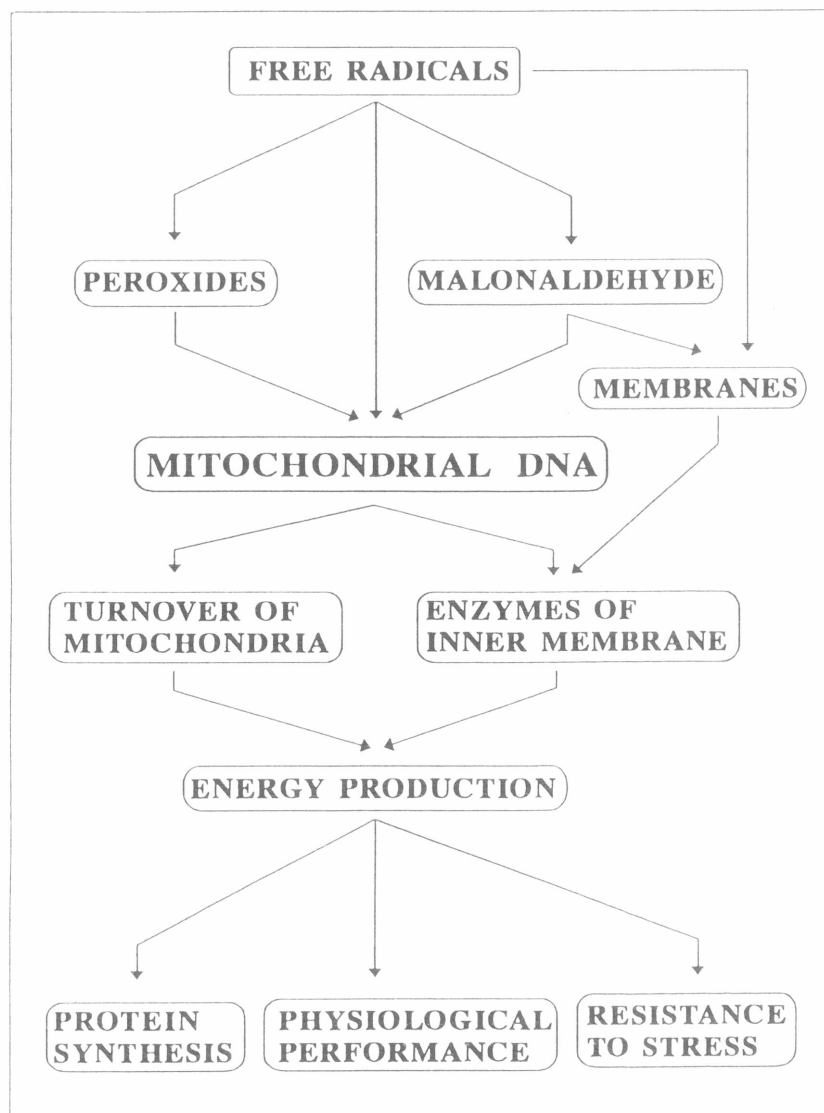 FREE RADICALS
PEROXIDES
MALONALDEHYDE
MEMBRANES
MITOCHONDRIAL DNA
TURNOVER OF
MITOCHONDRIA
ENZYMES OF
INNER MEMBRANE
ENERGY PRODUCTION
PROTEIN
SYNTHESIS
PHYSIOLOGICAL
PERFORMANCE
RESISTANCE
TO STRESS